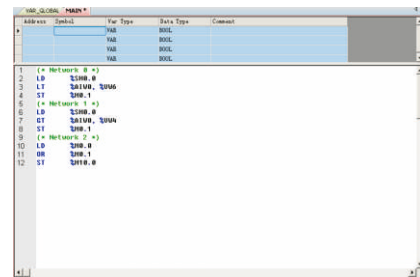 VAR_GLOBAL MAIN *
Address Symbol Var Type Data Type Comment
VAR BOOL
VAR BOOL
VAR BOOL
VAR BOOL
1 (* Network 0 *)
2 LD %SM0.0
3 LT %AIW0, %VW6
4 ST %M0.1
5 (* Network 1 *)
6 LD %SM0.0
7 GT %AIW0, %VW4
8 ST %M0.1
9 (* Network 2 *)
10 LD %M0.0
11 OR %M0.1
12 ST %M10.0